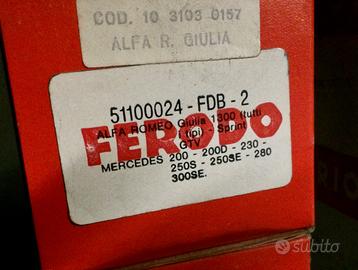 COD. 10 3103 0157
ALFA R. GIULIA
51100024 - FDB - 2
ALFA ROMEO Giulia 1300 (tutti
i tipi) - Sprint
GTV
FERODO
MERCEDES 200 - 200D - 230 -
250S - 250SE - 280
300SE.
subito